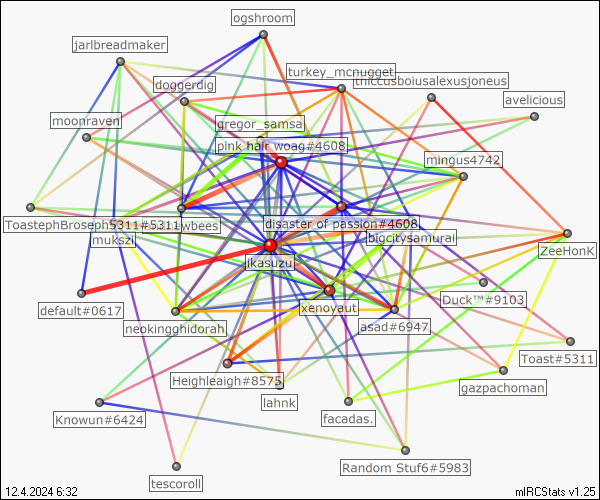 ogshroom
jarlbreadmaker
turkey_mcnugget
thiccusboiusalexusjoneus
doggerdig
avelicious
moonraven
gregor_samsa
pink hair woag#4608
mingus4742
ToastephBroseph5311#5311
wbees
disaster of passion#4608
mukszi
bigcitysamurai
ZeeHonk
jkasuzu
default#0617
xenoyaut
Duck™#9103
neokingghidorah
asad#6947
Toast#5311
Heighleaigh#8575
gazpachoman
lahnk
Knowun#6424
facadas.
Random Stuf6#5983
tescoroll
12.4.2024 6:32
mIRCStats v1.25